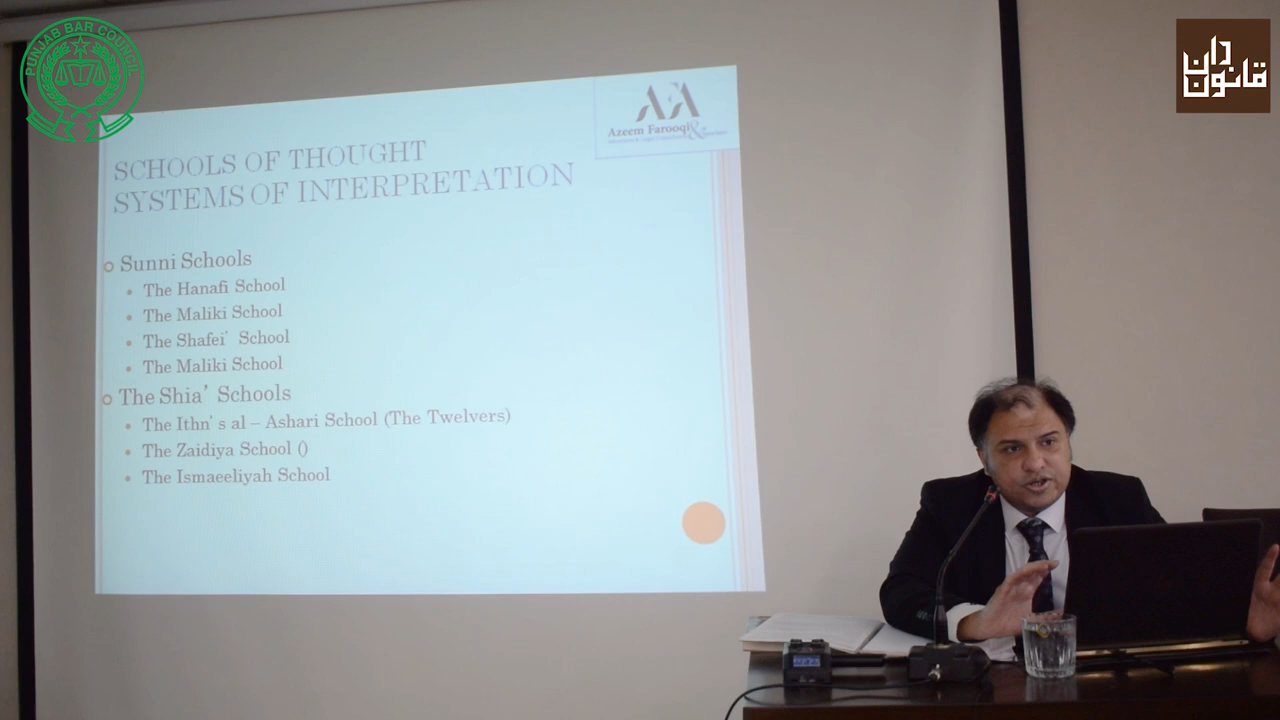 PUNJAB BAR COUNCIL
قانون دان
AFA
Azeem Farooqi &
SCHOOLS OF THOUGHT
SYSTEMS OF INTERPRETATION
Sunni Schools
The Hanafi School
The Maliki School
The Shafei' School
The Maliki School
The Shia' Schools
The Ithn's al – Ashari School (The Twelvers)
The Zaidiya School ()
The Ismaeeliyah School